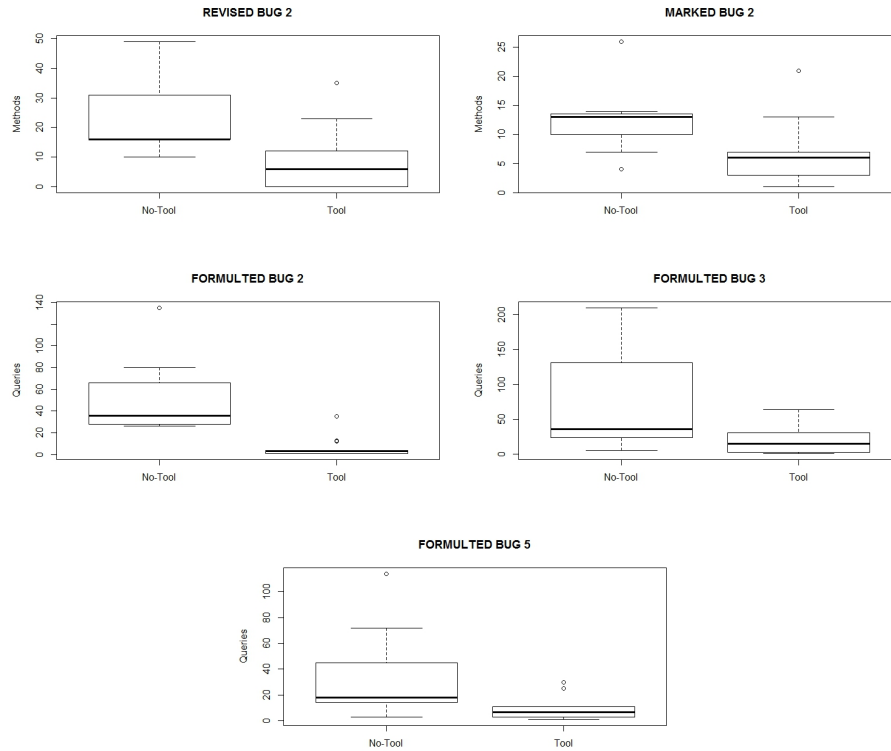 REVISED BUG 2
50
40
30
20
10
0
Methods
No-Tool
Tool
MARKED BUG 2
25
20
15
10
5
0
Methods
No-Tool
Tool
FORMULTED BUG 2
140
100
80
60
40
20
0
Queries
No-Tool
Tool
FORMULTED BUG 3
200
150
100
50
0
Queries
No-Tool
Tool
FORMULTED BUG 5
100
80
60
40
20
0
Queries
No-Tool
Tool